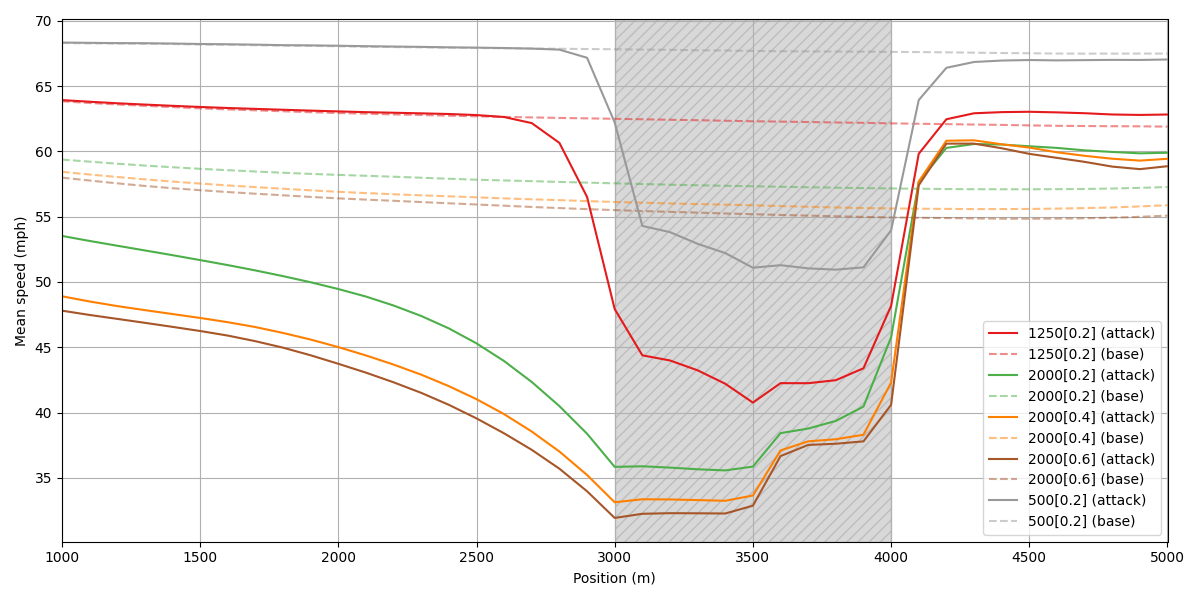 70
65
60
55
50
45
40
35
Mean speed (mph)
1000
1500
2000
2500
3000
3500
4000
4500
5000
Position (m)
1250[0.2] (attack)
1250[0.2] (base)
2000[0.2] (attack)
2000[0.2] (base)
2000[0.4] (attack)
2000[0.4] (base)
2000[0.6] (attack)
2000[0.6] (base)
500[0.2] (attack)
500[0.2] (base)